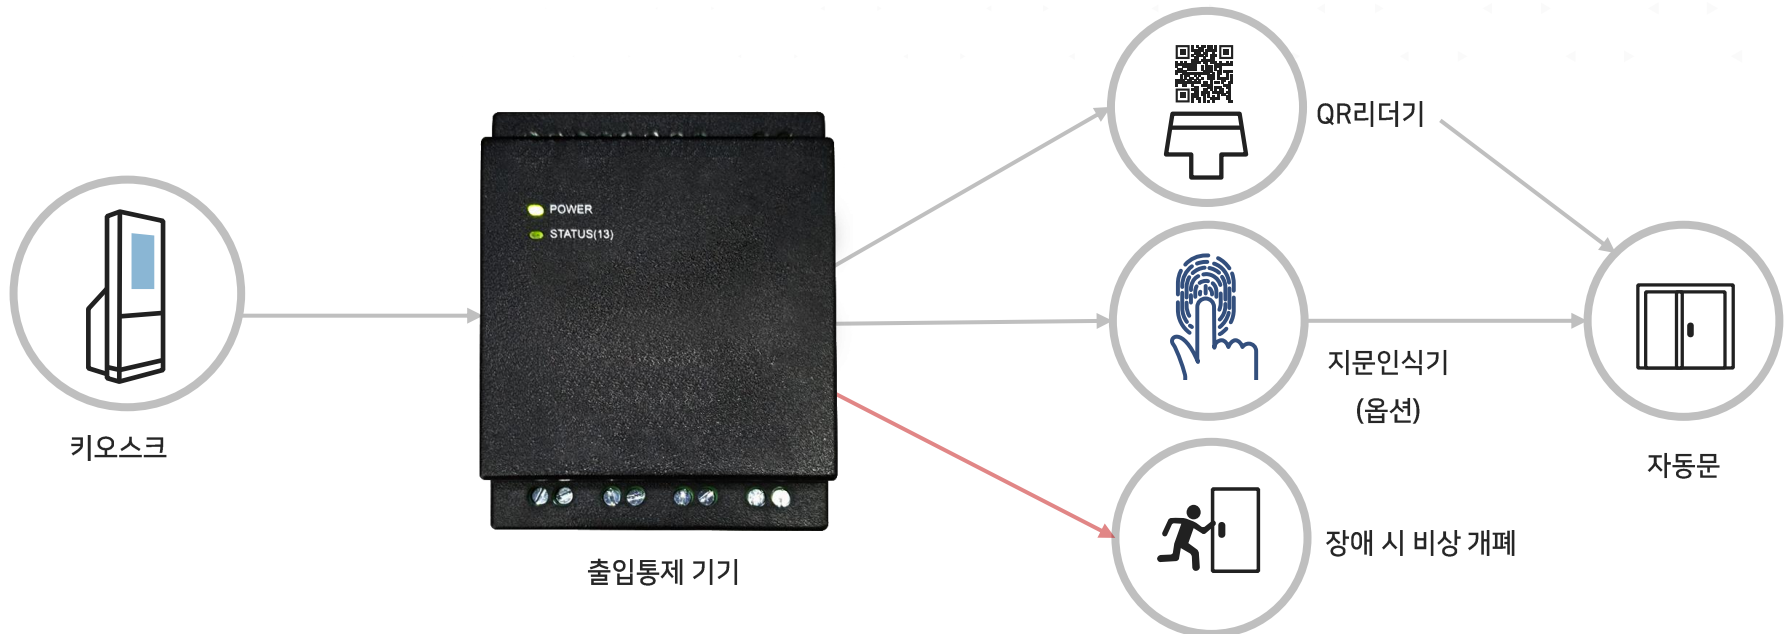 키오스크
POWER
STATUS(13)
출입통제 기기
QR리더기
지문인식기
(옵션)
장애 시 비상 개폐
자동문